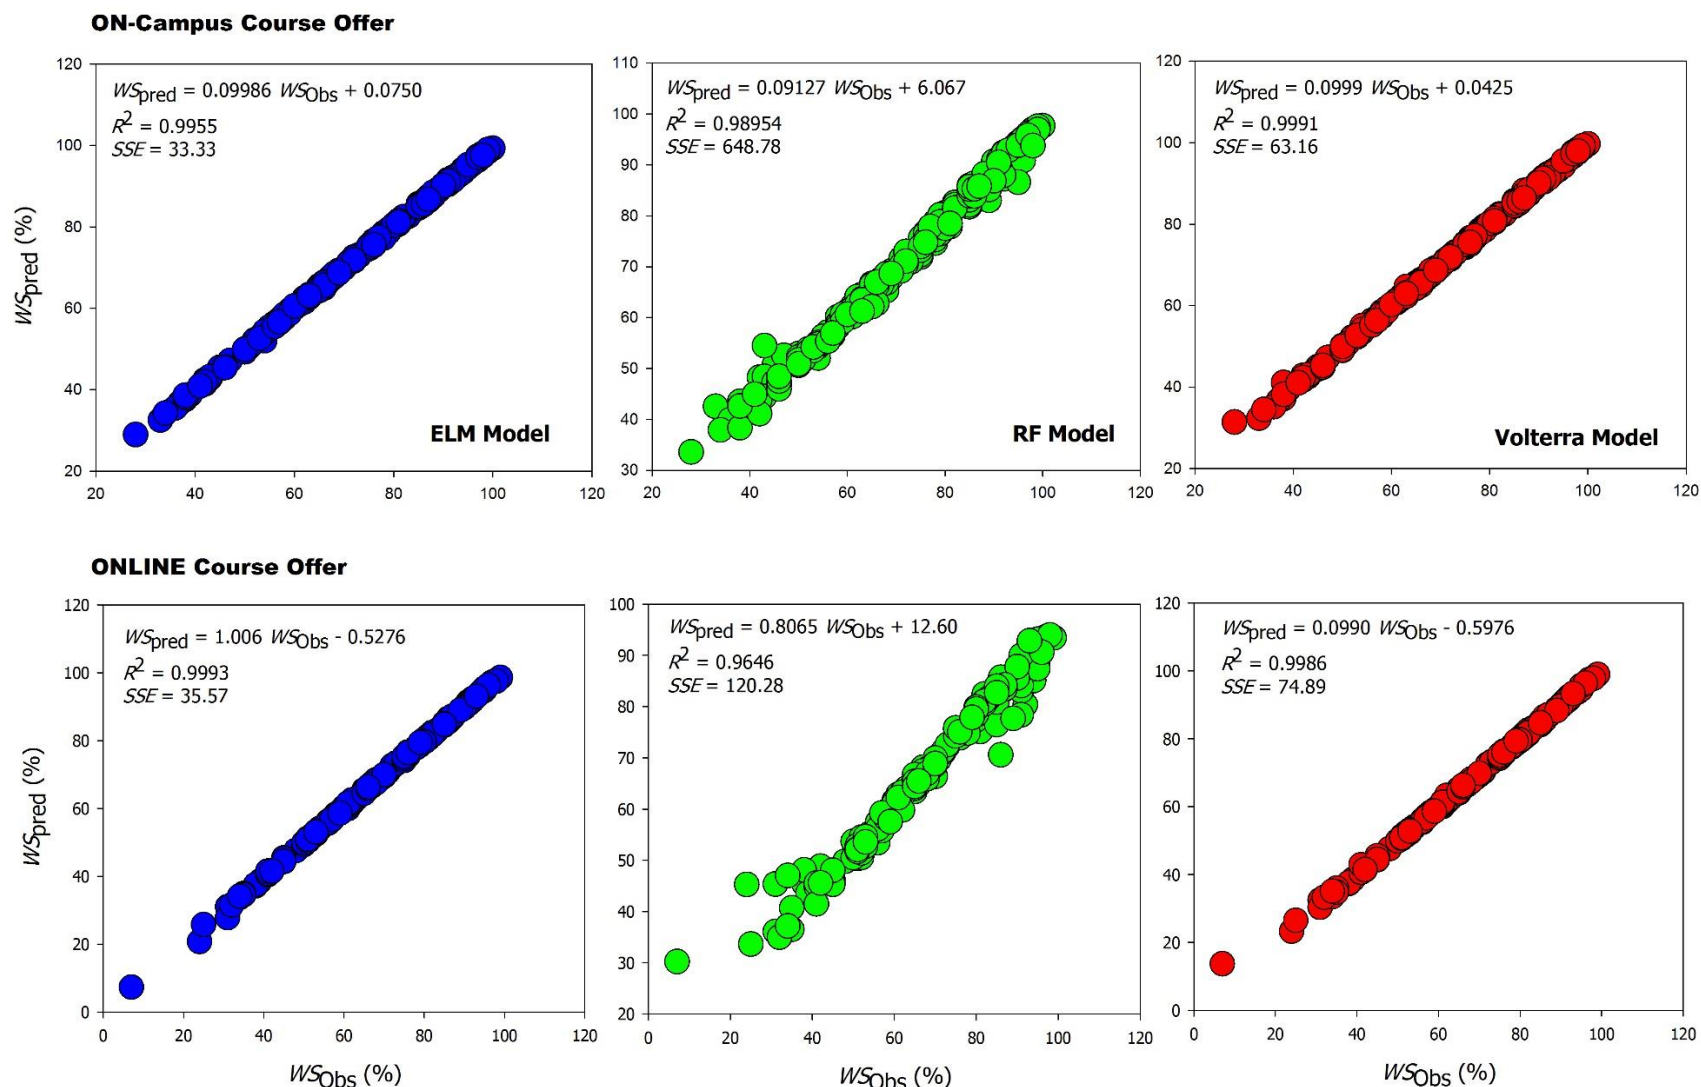 ON-Campus Course Offer
120
100
80
60
40
20
WSpred (%)
WSpred = 0.09986 WSObs + 0.0750
R2 = 0.9955
SSE = 33.33
ELM Model
20 40 60 80 100 120
110
100
90
80
70
60
50
40
30
WSpred = 0.09127 WSObs + 6.067
R2 = 0.98954
SSE = 648.78
RF Model
20 40 60 80 100 120
120
100
80
60
40
20
WSpred = 0.0999 WSObs + 0.0425
R2 = 0.9991
SSE = 63.16
Volterra Model
20 40 60 80 100 120
ONLINE Course Offer
120
100
80
60
40
20
0
WSpred (%)
WSpred = 1.006 WSObs - 0.5276
R2 = 0.9993
SSE = 35.57
0 20 40 60 80 100 120
WSObs (%)
100
90
80
70
60
50
40
30
20
WSpred = 0.8065 WSObs + 12.60
R2 = 0.9646
SSE = 120.28
0 20 40 60 80 100 120
WSObs (%)
120
100
80
60
40
20
0
WSpred = 0.0990 WSObs - 0.5976
R2 = 0.9986
SSE = 74.89
0 20 40 60 80 100 120
WSObs (%)